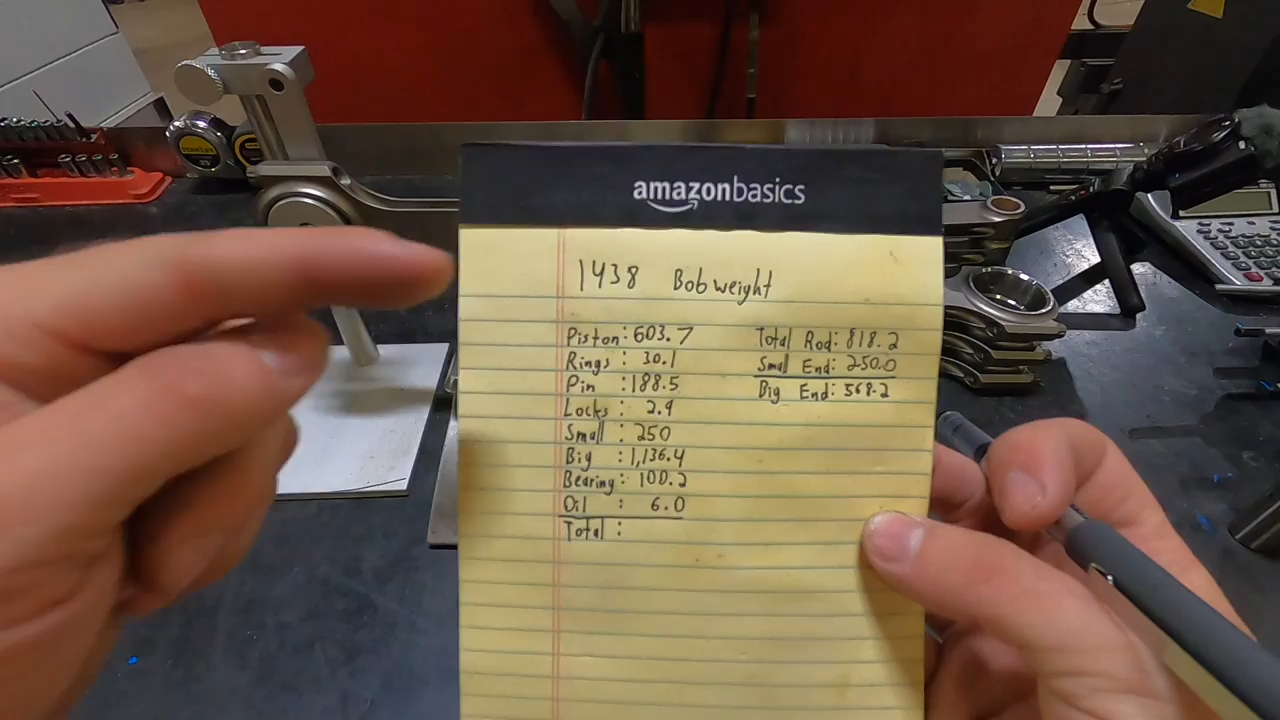 amazonbasics
1438 Bobweight
Piston: 603.7
Rings : 30.1
Pin : 188.5
Locks : 2.9
Small : 250
Big : 1,136.4
Bearing: 100.2
Oil : 6.0
Total :
Total Rod: 818.2
Small End: 250.0
Big End: 568.2
STANLEY